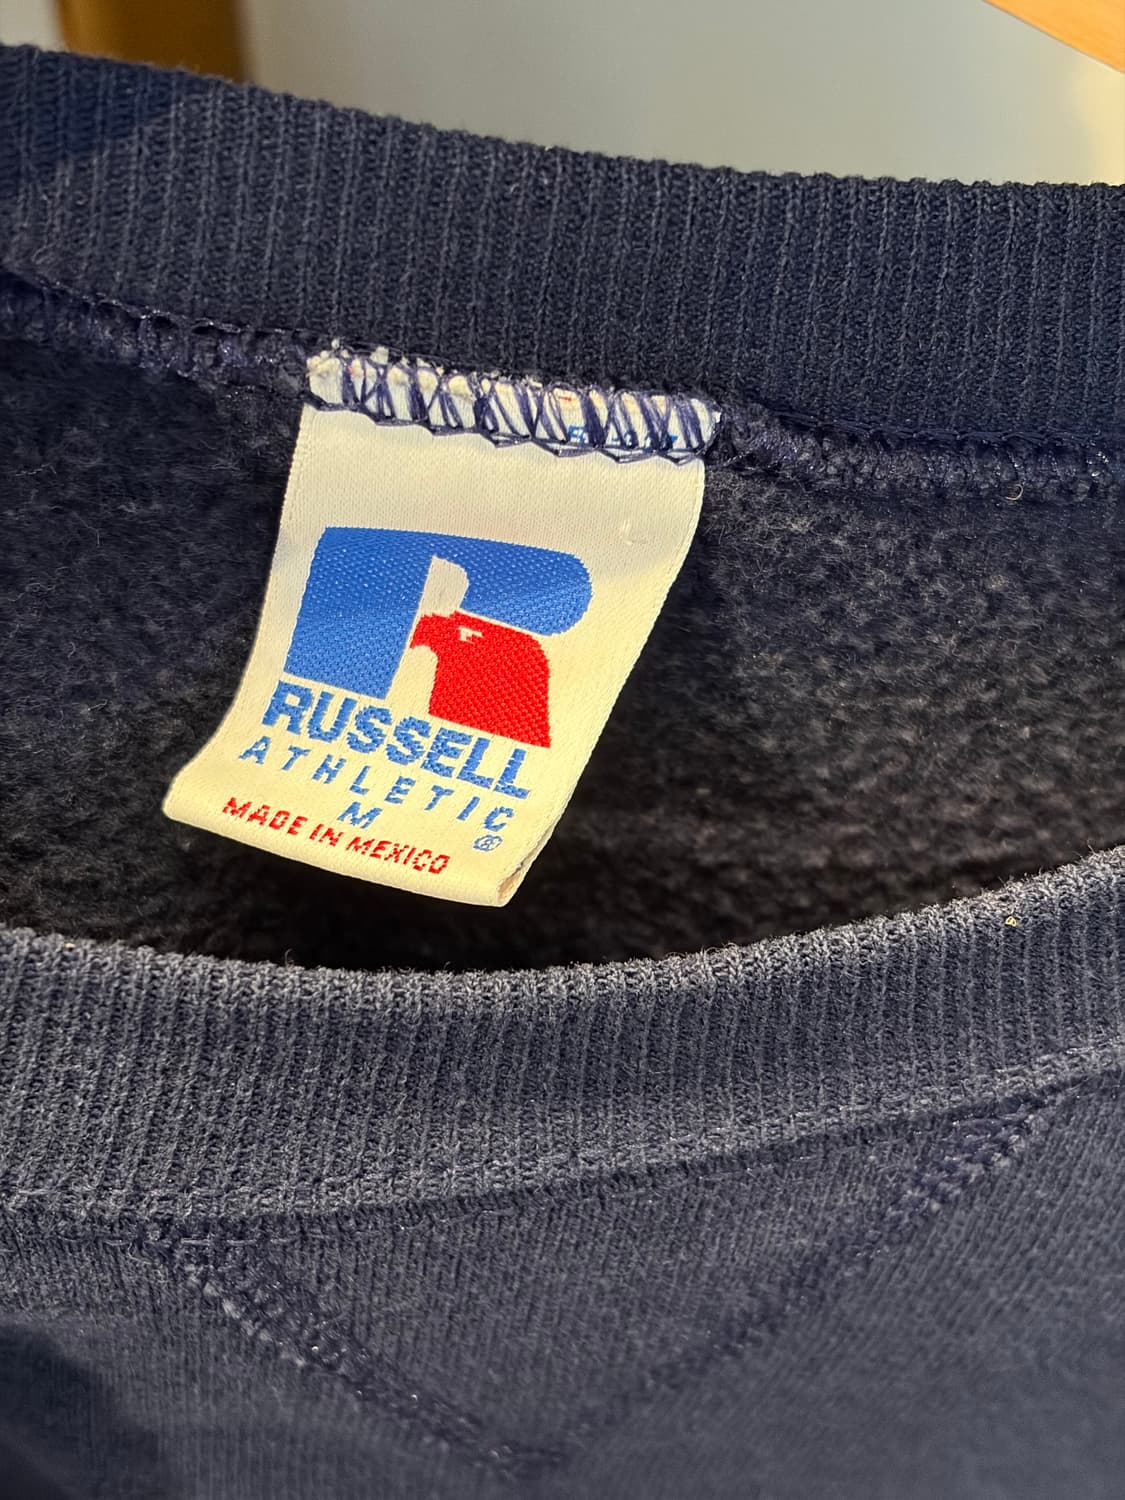 RUSSELL
ATHLETIC
M ®
MADE IN MEXICO